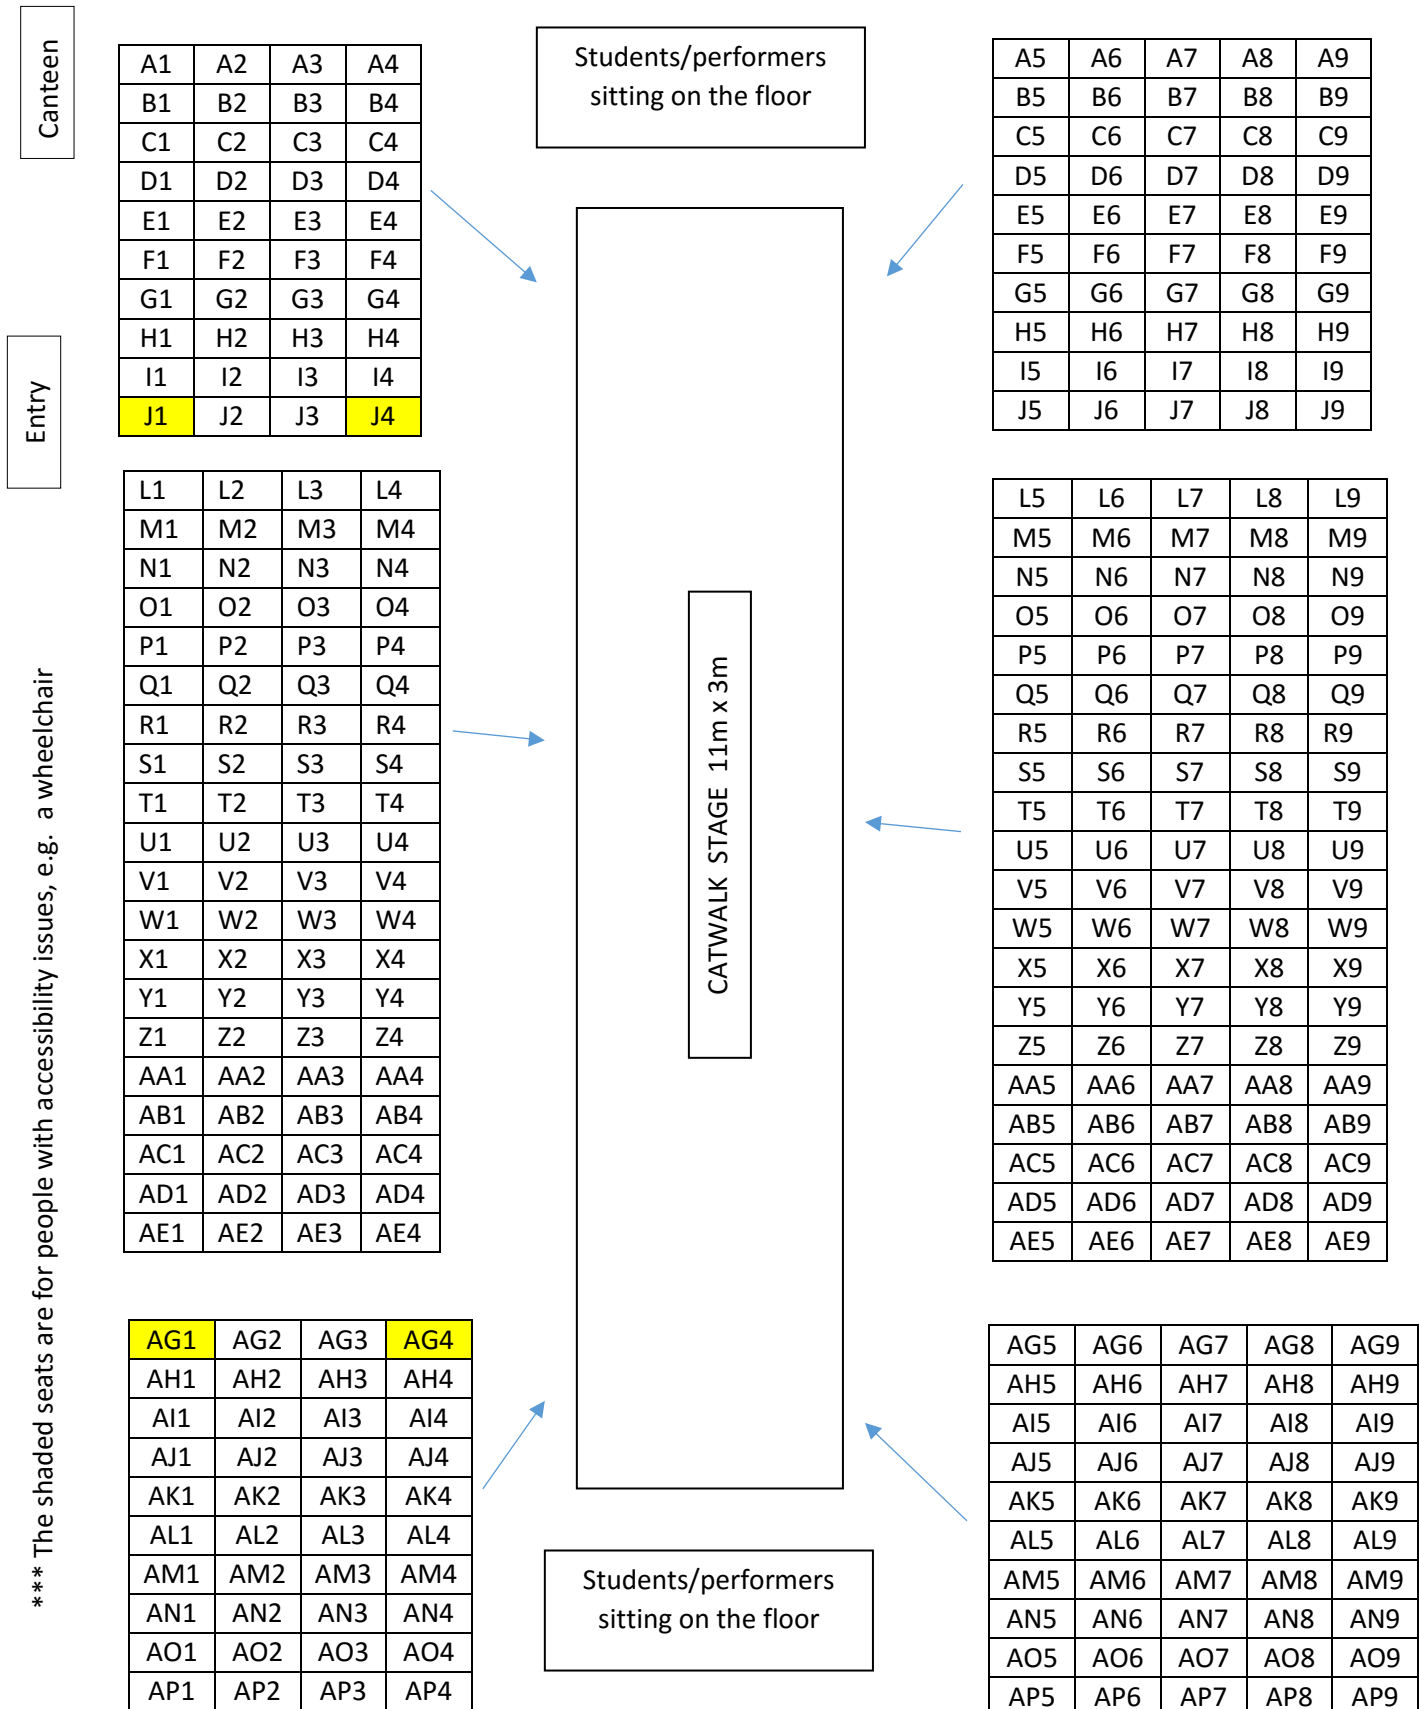 Canteen
A1 A2 A3 A4
B1 B2 B3 B4
C1 C2 C3 C4
D1 D2 D3 D4
E1 E2 E3 E4
F1 F2 F3 F4
G1 G2 G3 G4
H1 H2 H3 H4
I1 I2 I3 I4
J1 J2 J3 J4
Students/performers
sitting on the floor
A5 A6 A7 A8 A9
B5 B6 B7 B8 B9
C5 C6 C7 C8 C9
D5 D6 D7 D8 D9
E5 E6 E7 E8 E9
F5 F6 F7 F8 F9
G5 G6 G7 G8 G9
H5 H6 H7 H8 H9
I5 I6 I7 I8 I9
J5 J6 J7 J8 J9
Entry
L1 L2 L3 L4
M1 M2 M3 M4
N1 N2 N3 N4
O1 O2 O3 O4
P1 P2 P3 P4
Q1 Q2 Q3 Q4
R1 R2 R3 R4
S1 S2 S3 S4
T1 T2 T3 T4
U1 U2 U3 U4
V1 V2 V3 V4
W1 W2 W3 W4
X1 X2 X3 X4
Y1 Y2 Y3 Y4
Z1 Z2 Z3 Z4
AA1 AA2 AA3 AA4
AB1 AB2 AB3 AB4
AC1 AC2 AC3 AC4
AD1 AD2 AD3 AD4
AE1 AE2 AE3 AE4
CATWALK STAGE 11m x 3m
L5 L6 L7 L8 L9
M5 M6 M7 M8 M9
N5 N6 N7 N8 N9
O5 O6 O7 O8 O9
P5 P6 P7 P8 P9
Q5 Q6 Q7 Q8 Q9
R5 R6 R7 R8 R9
S5 S6 S7 S8 S9
T5 T6 T7 T8 T9
U5 U6 U7 U8 U9
V5 V6 V7 V8 V9
W5 W6 W7 W8 W9
X5 X6 X7 X8 X9
Y5 Y6 Y7 Y8 Y9
Z5 Z6 Z7 Z8 Z9
AA5 AA6 AA7 AA8 AA9
AB5 AB6 AB7 AB8 AB9
AC5 AC6 AC7 AC8 AC9
AD5 AD6 AD7 AD8 AD9
AE5 AE6 AE7 AE8 AE9
*** The shaded seats are for people with accessibility issues, e.g. a wheelchair
AG1 AG2 AG3 AG4
AH1 AH2 AH3 AH4
AI1 AI2 AI3 AI4
AJ1 AJ2 AJ3 AJ4
AK1 AK2 AK3 AK4
AL1 AL2 AL3 AL4
AM1 AM2 AM3 AM4
AN1 AN2 AN3 AN4
AO1 AO2 AO3 AO4
AP1 AP2 AP3 AP4
Students/performers
sitting on the floor
AG5 AG6 AG7 AG8 AG9
AH5 AH6 AH7 AH8 AH9
AI5 AI6 AI7 AI8 AI9
AJ5 AJ6 AJ7 AJ8 AJ9
AK5 AK6 AK7 AK8 AK9
AL5 AL6 AL7 AL8 AL9
AM5 AM6 AM7 AM8 AM9
AN5 AN6 AN7 AN8 AN9
AO5 AO6 AO7 AO8 AO9
AP5 AP6 AP7 AP8 AP9